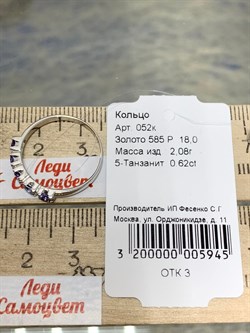 Кольцо
Арт. 052к
Золото 585 Р 18,0
Масса изд 2,08г
5-Танзанит 0.62ct
Производитель ИП Фесенко С.Г.
Москва, ул. Орджоникидзе, д. 11
3 200000 005945
ОТК 3
Леди
Самоцвет
Леди
Самоцвет